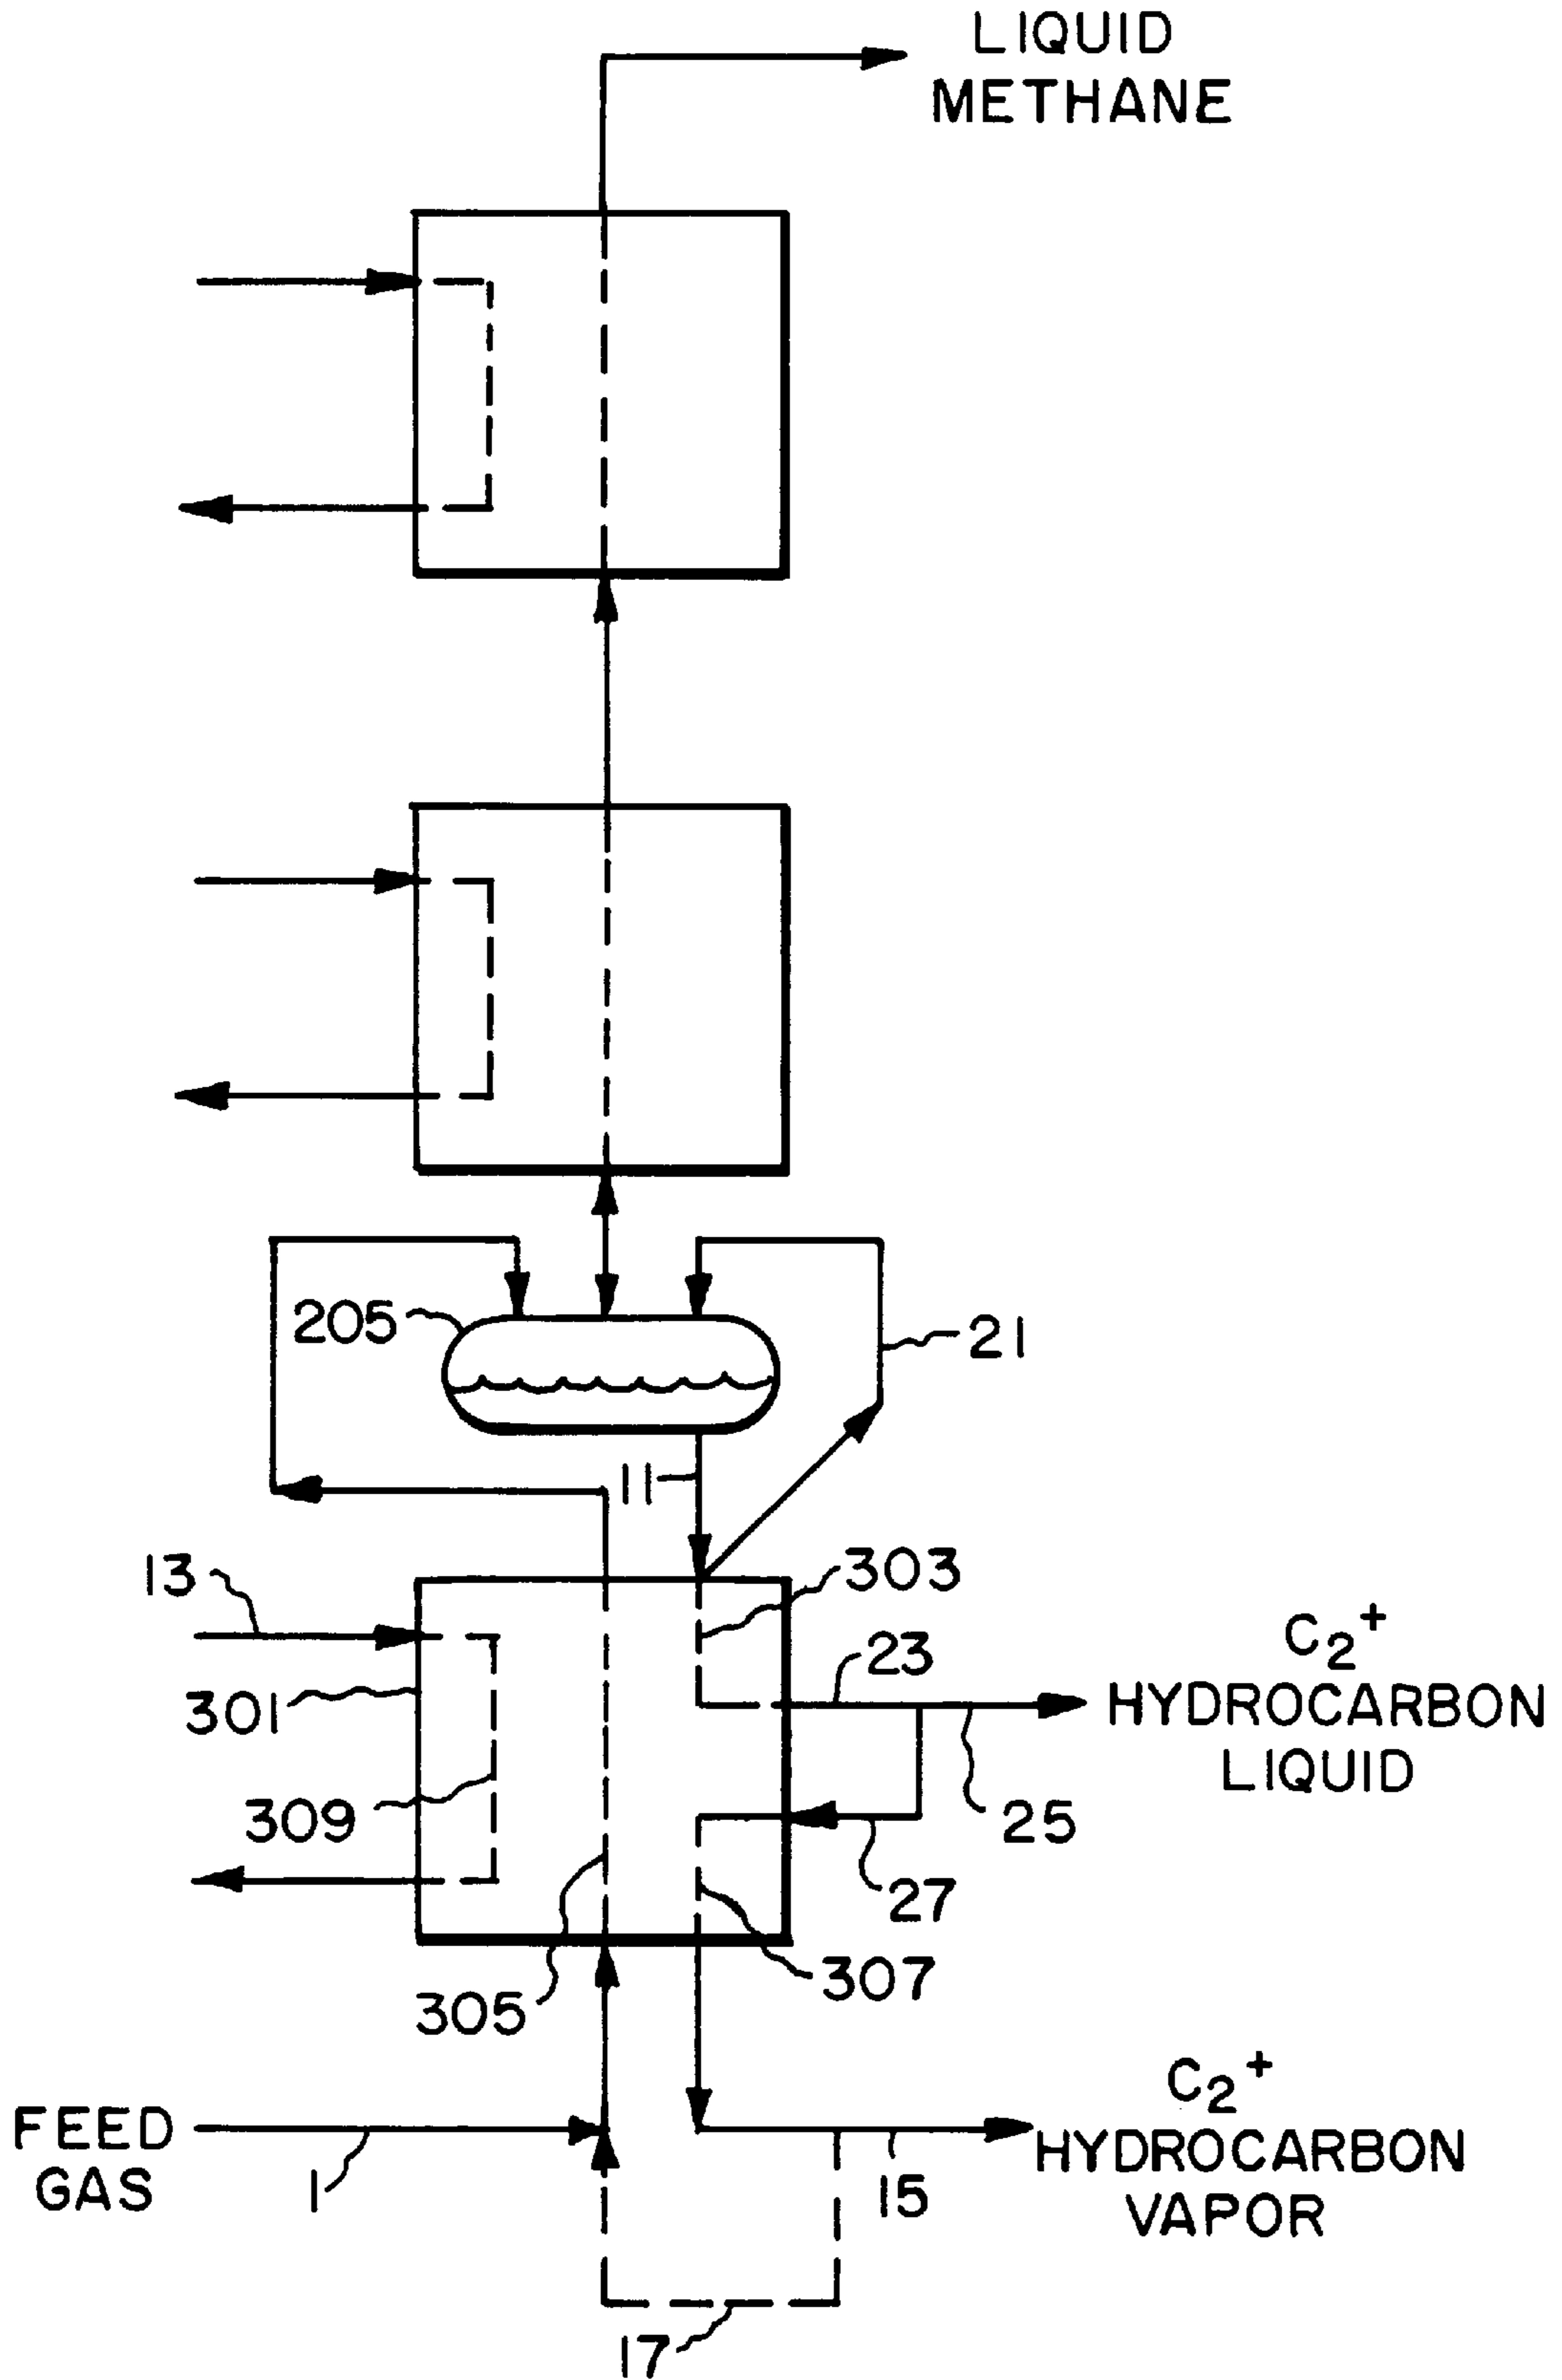 LIQUID
METHANE
205
21
11
13
303
23
C2+
HYDROCARBON
LIQUID
301
309
25
27
307
305
FEED
GAS
1
C2+
HYDROCARBON
VAPOR
15
17